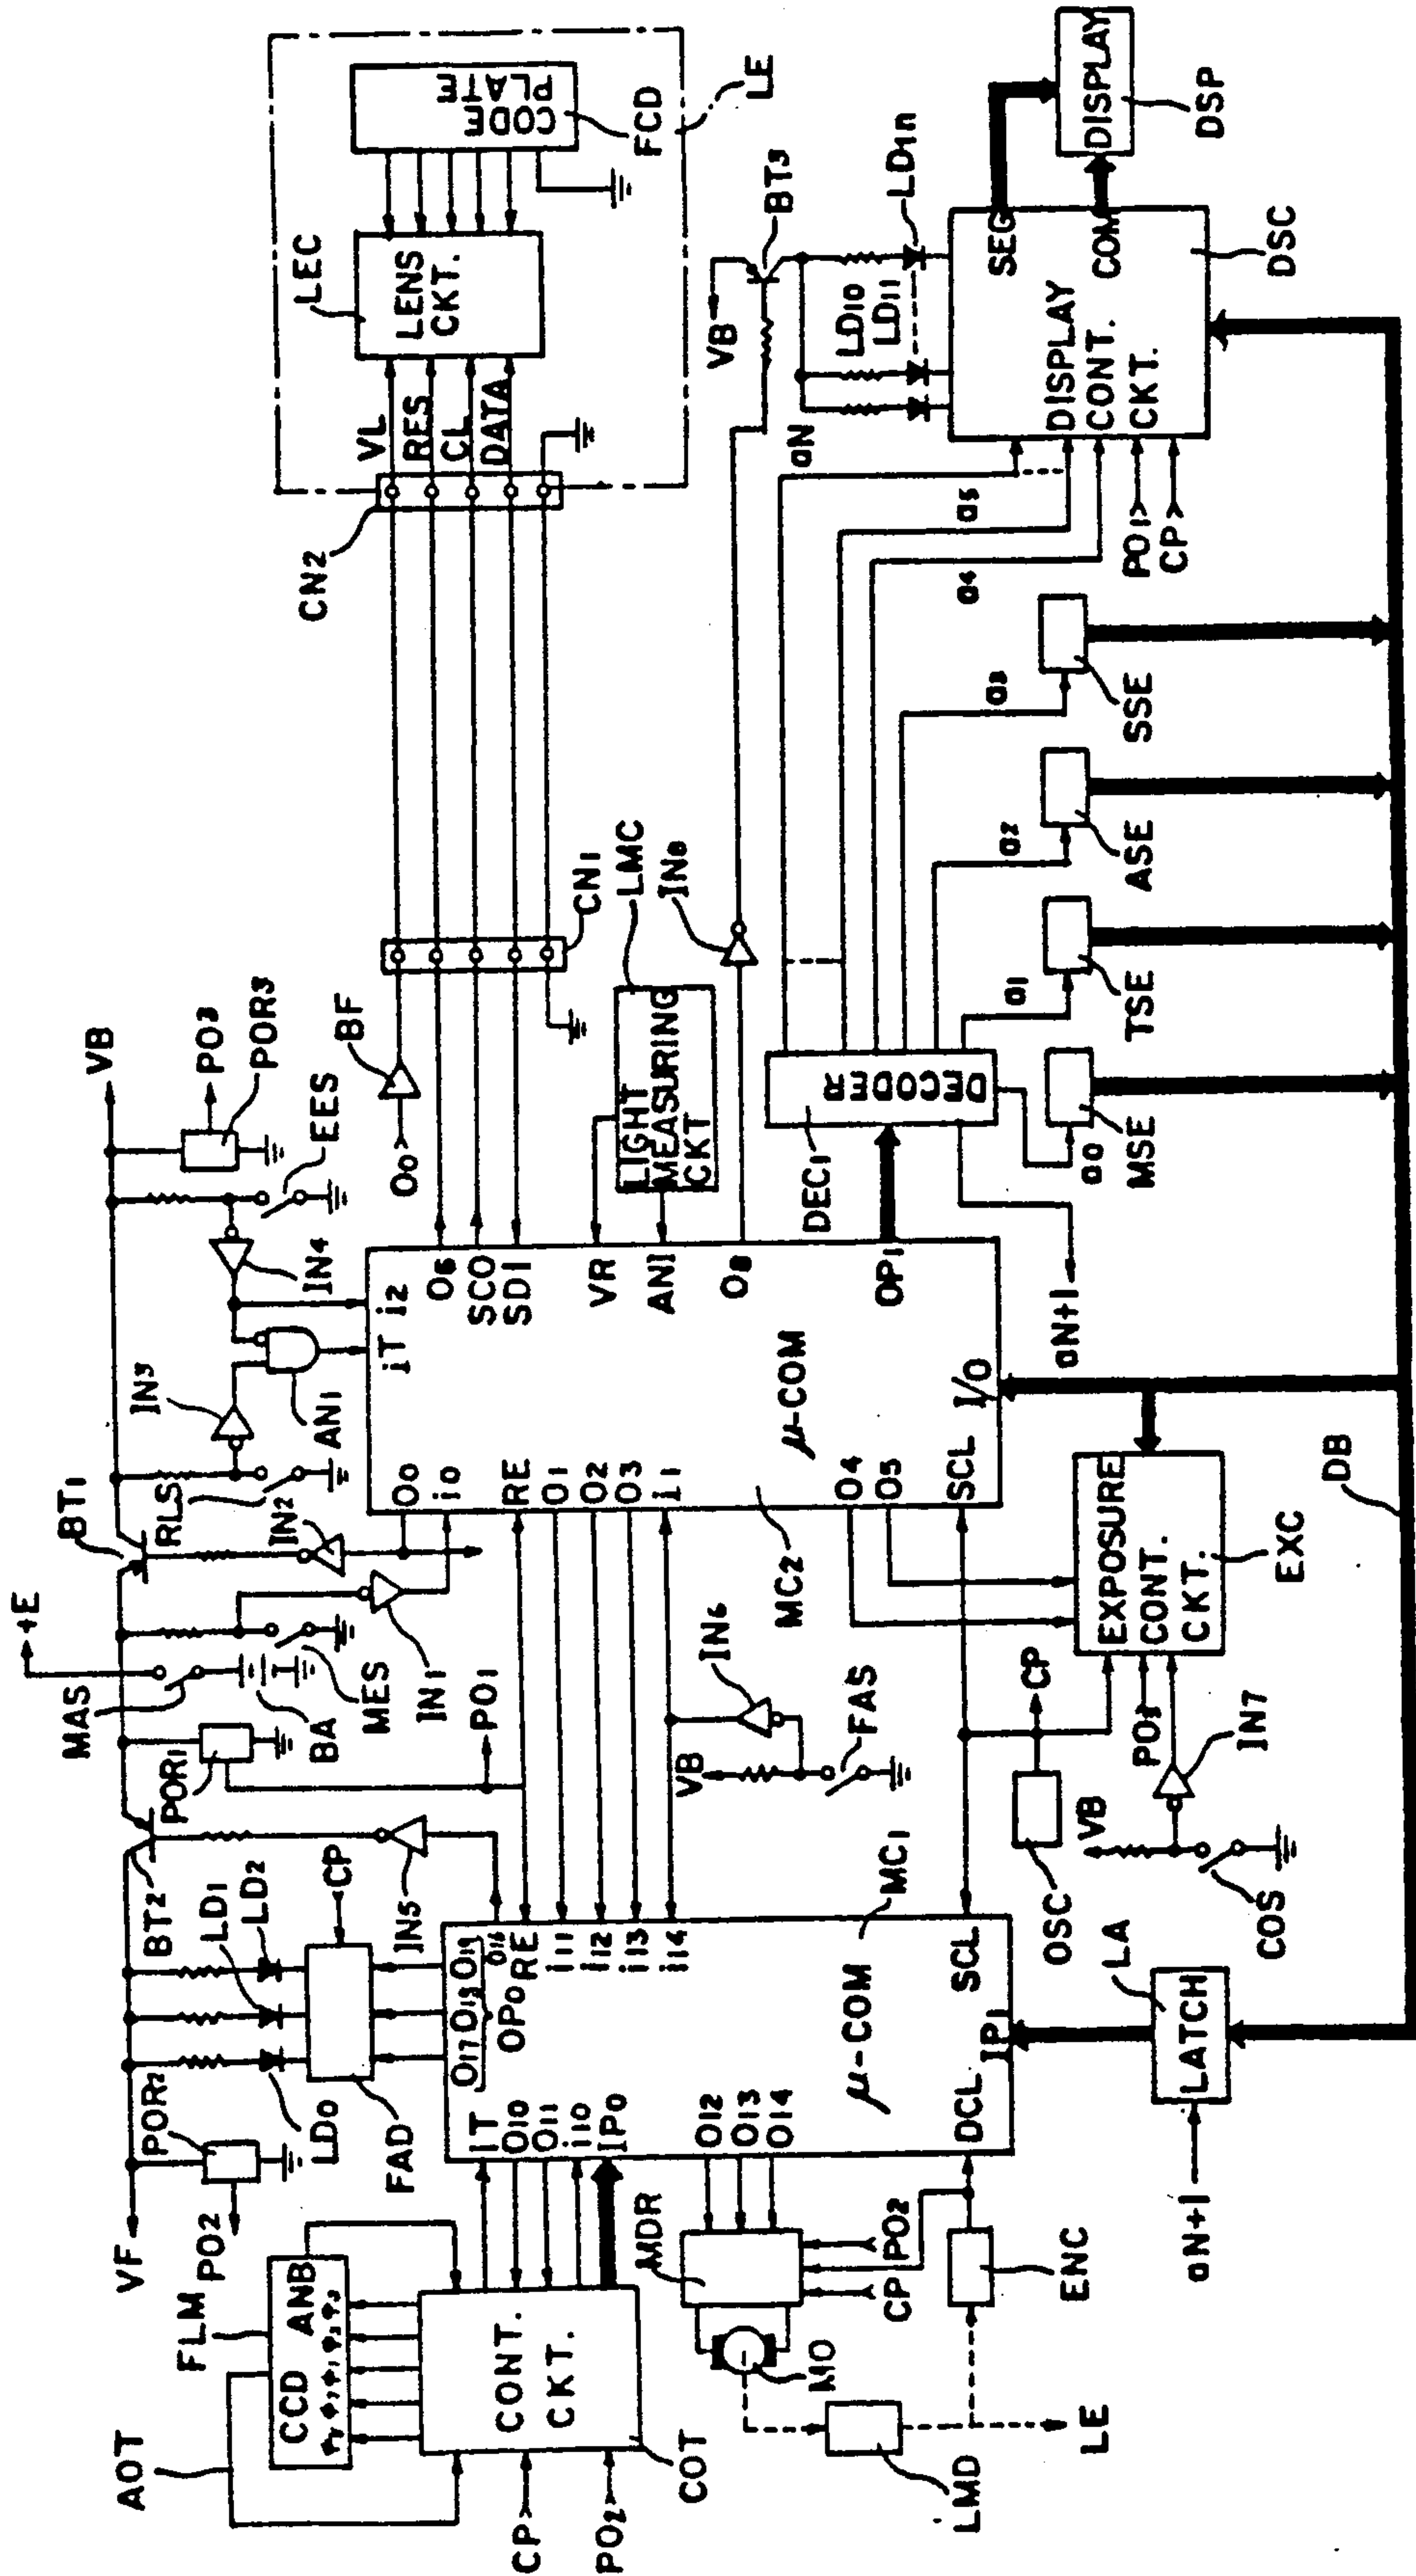 +E
VB
PO3
POR3
EES
IN4
IN3
AN1
RLS
BT1
IN2
MAS
BA
MES
IN1
POR1
PO1
BT2
LD1
LD2
CP
IN5
VF
PO2
POR2
LD0
FAD
FLM
AOT
CCD
ANB
CONT.
CKT.
COT
CP
PO2
IT
O10
O11
i10
IP0
O17
O18
O19
OP0
O16
RE
i11
i12
i13
i14
O12
O13
O14
μ-COM
MC1
DCL
IP1
SCL
MDR
MO
CP
PO2
ENC
LMD
LE
LATCH
LA
aN+1
IN6
VB
FAS
OSC
CP
VB
COS
PO1
IN7
EXPOSURE
CONT.
CKT.
EXC
DB
iT
i2
O0
i0
RE
O1
O2
O3
i1
O6
SCO
SDI
VR
ANI
O8
OP1
O4
O5
SCL
I/O
μ-COM
MC2
O0
BF
CN1
CN2
LIGHT
MEASURING
CKT
LMC
IN8
VL
RES
CL
DATA
LENS
CKT.
LEC
CODE
PLATE
FCD
LE
DECODER
DEC1
aN+1
a0
MSE
a1
TSE
a2
ASE
a3
SSE
a4
a5
aN
VB
BT3
LD10
LD11
LD1n
PO1
CP
DISPLAY
CONT.
CKT.
SEG
COM
DSC
DISPLAY
DSP